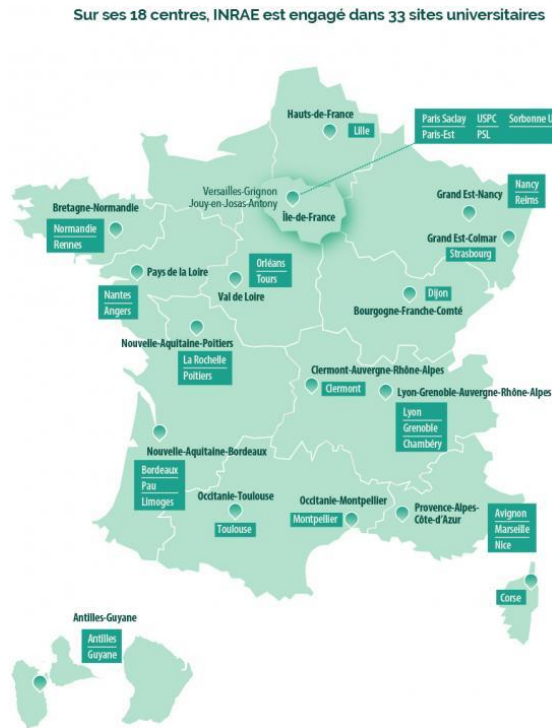 Sur ses 18 centres, INRAE est engagé dans 33 sites universitaires
Hauts-de-France
Lille
Paris Saclay USPC Sorbonne U
Paris-Est PSL
Versailles-Grignon
Jouy-en-Josas-Antony
Île-de-France
Grand Est-Nancy
Nancy
Reims
Grand Est-Colmar
Strasbourg
Bretagne-Normandie
Normandie
Rennes
Pays de la Loire
Nantes
Angers
Orléans
Tours
Val de Loire
Dijon
Bourgogne-Franche-Comté
Nouvelle-Aquitaine-Poitiers
La Rochelle
Poitiers
Clermont-Auvergne-Rhône-Alpes
Clermont
Lyon-Grenoble-Auvergne-Rhône-Alpes
Lyon
Grenoble
Chambéry
Nouvelle-Aquitaine-Bordeaux
Bordeaux
Pau
Limoges
Occitanie-Toulouse
Toulouse
Occitanie-Montpellier
Montpellier
Provence-Alpes-
Côte-d'Azur
Avignon
Marseille
Nice
Corse
Antilles-Guyane
Antilles
Guyane